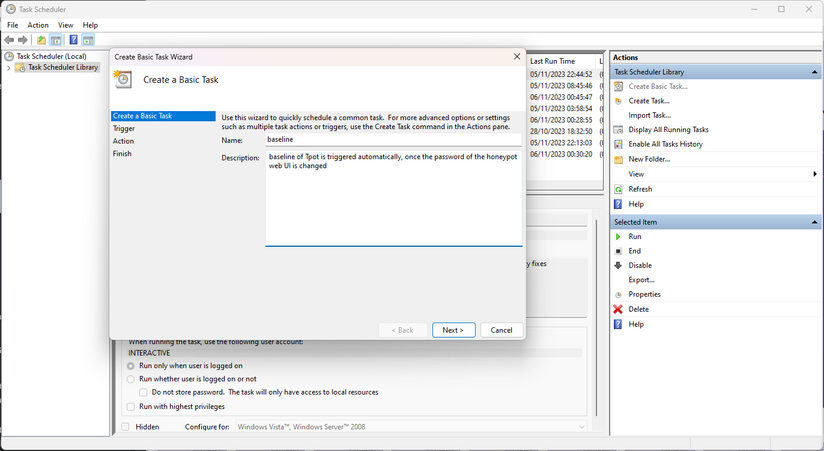 Task Scheduler
File Action View Help
Task Scheduler (Local)
Task Scheduler Library
Create Basic Task Wizard
Create a Basic Task
Create a Basic Task
Trigger
Action
Finish
Use this wizard to quickly schedule a common task. For more advanced options or settings
such as multiple task actions or triggers, use the Create Task command in the Actions pane.
Name: baseline
Description: baseline of Tpot is triggered automatically, once the password of the honeypot
web UI is changed
< Back Next > Cancel
Last Run Time L
05/11/2023 22:44:52 (
05/11/2023 08:45:46 (
06/11/2023 00:45:47 (
05/11/2023 03:58:54 (
06/11/2023 00:28:55 (
28/10/2023 18:32:50 (
05/11/2023 22:13:03 (
06/11/2023 00:30:20 (
y fixes
When running the task, use the following user account:
INTERACTIVE
Run only when user is logged on
Run whether user is logged on or not
Do not store password. The task will only have access to local resources
Run with highest privileges
Hidden Configure for: Windows Vista™, Windows Server™ 2008
Actions
Task Scheduler Library
Create Basic Task...
Create Task...
Import Task...
Display All Running Tasks
Enable All Tasks History
New Folder...
View
Refresh
Help
Selected Item
Run
End
Disable
Export...
Properties
Delete
Help